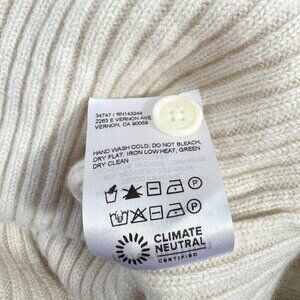 34747 / RN143246
2263 E VERNON AVE
VERNON, CA 90058
HAND WASH COLD, DO NOT BLEACH,
DRY FLAT, IRON LOW HEAT, GREEN
DRY CLEAN
CLIMATE
NEUTRAL
CERTIFIED